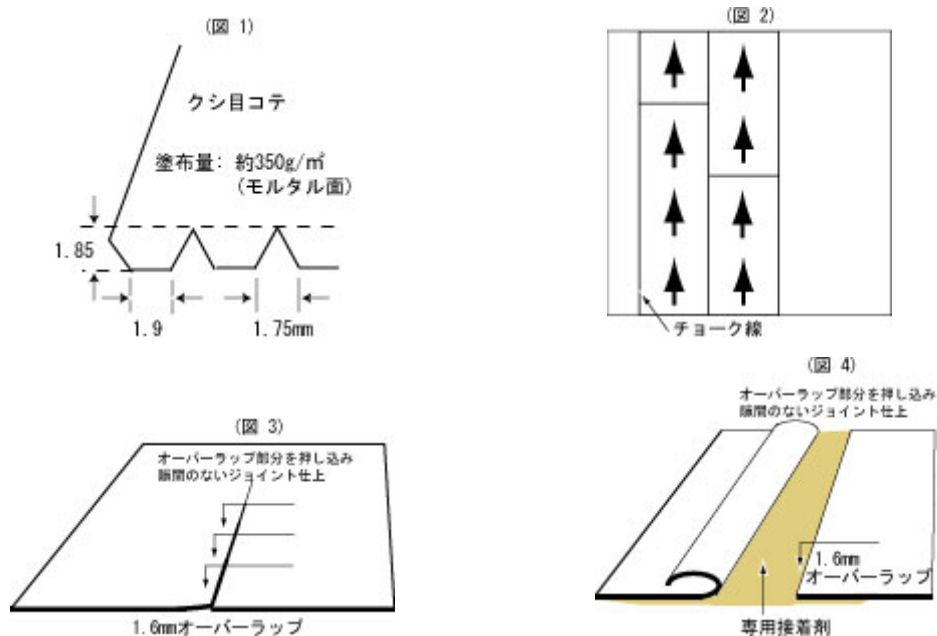 (図 1)
クシ目コテ
塗布量: 約350g/㎡
(モルタル面)
1.85
1.9
1.75mm
(図 2)
チョーク線
(図 3)
オーバーラップ部分を押し込み
隙間のないジョイント仕上
1.6mmオーバーラップ
(図 4)
オーバーラップ部分を押し込み
隙間のないジョイント仕上
1.6mm
オーバーラップ
専用接着剤